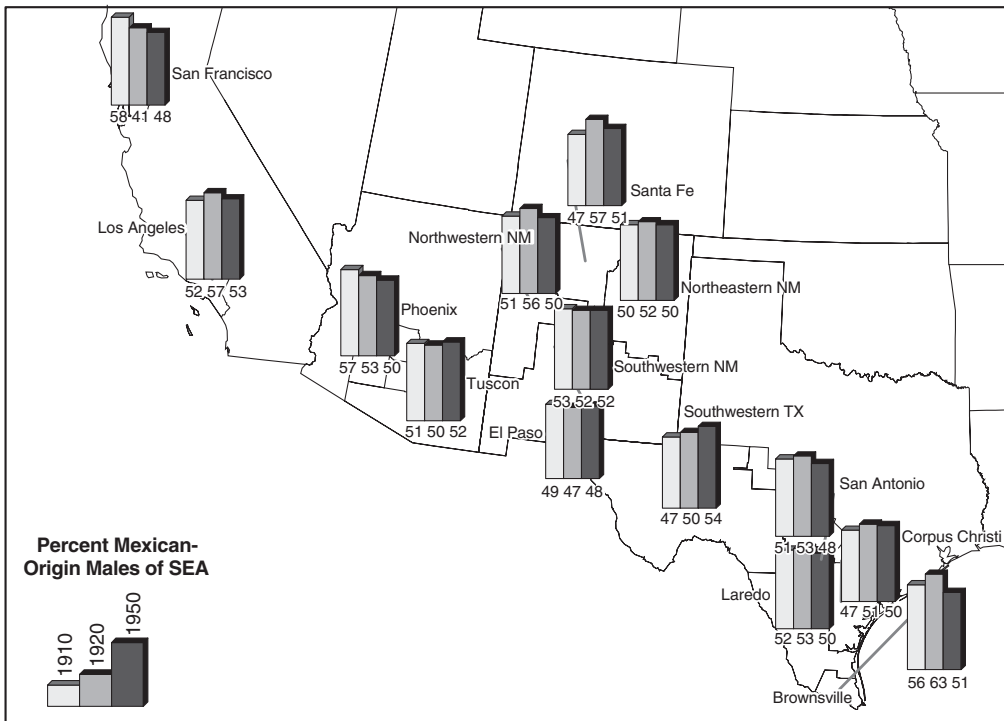 San Francisco
58 41 48
Santa Fe
47 57 51
Los Angeles
52 57 53
Northwestern NM
51 56 50
Northeastern NM
50 52 50
Phoenix
57 53 50
Tuscon
51 50 52
Southwestern NM
53 52 52
El Paso
49 47 48
Southwestern TX
47 50 54
San Antonio
51 53 48
Corpus Christi
47 51 50
Laredo
52 53 50
Brownsville
56 63 51
Percent Mexican-
Origin Males of SEA
1910
1920
1950